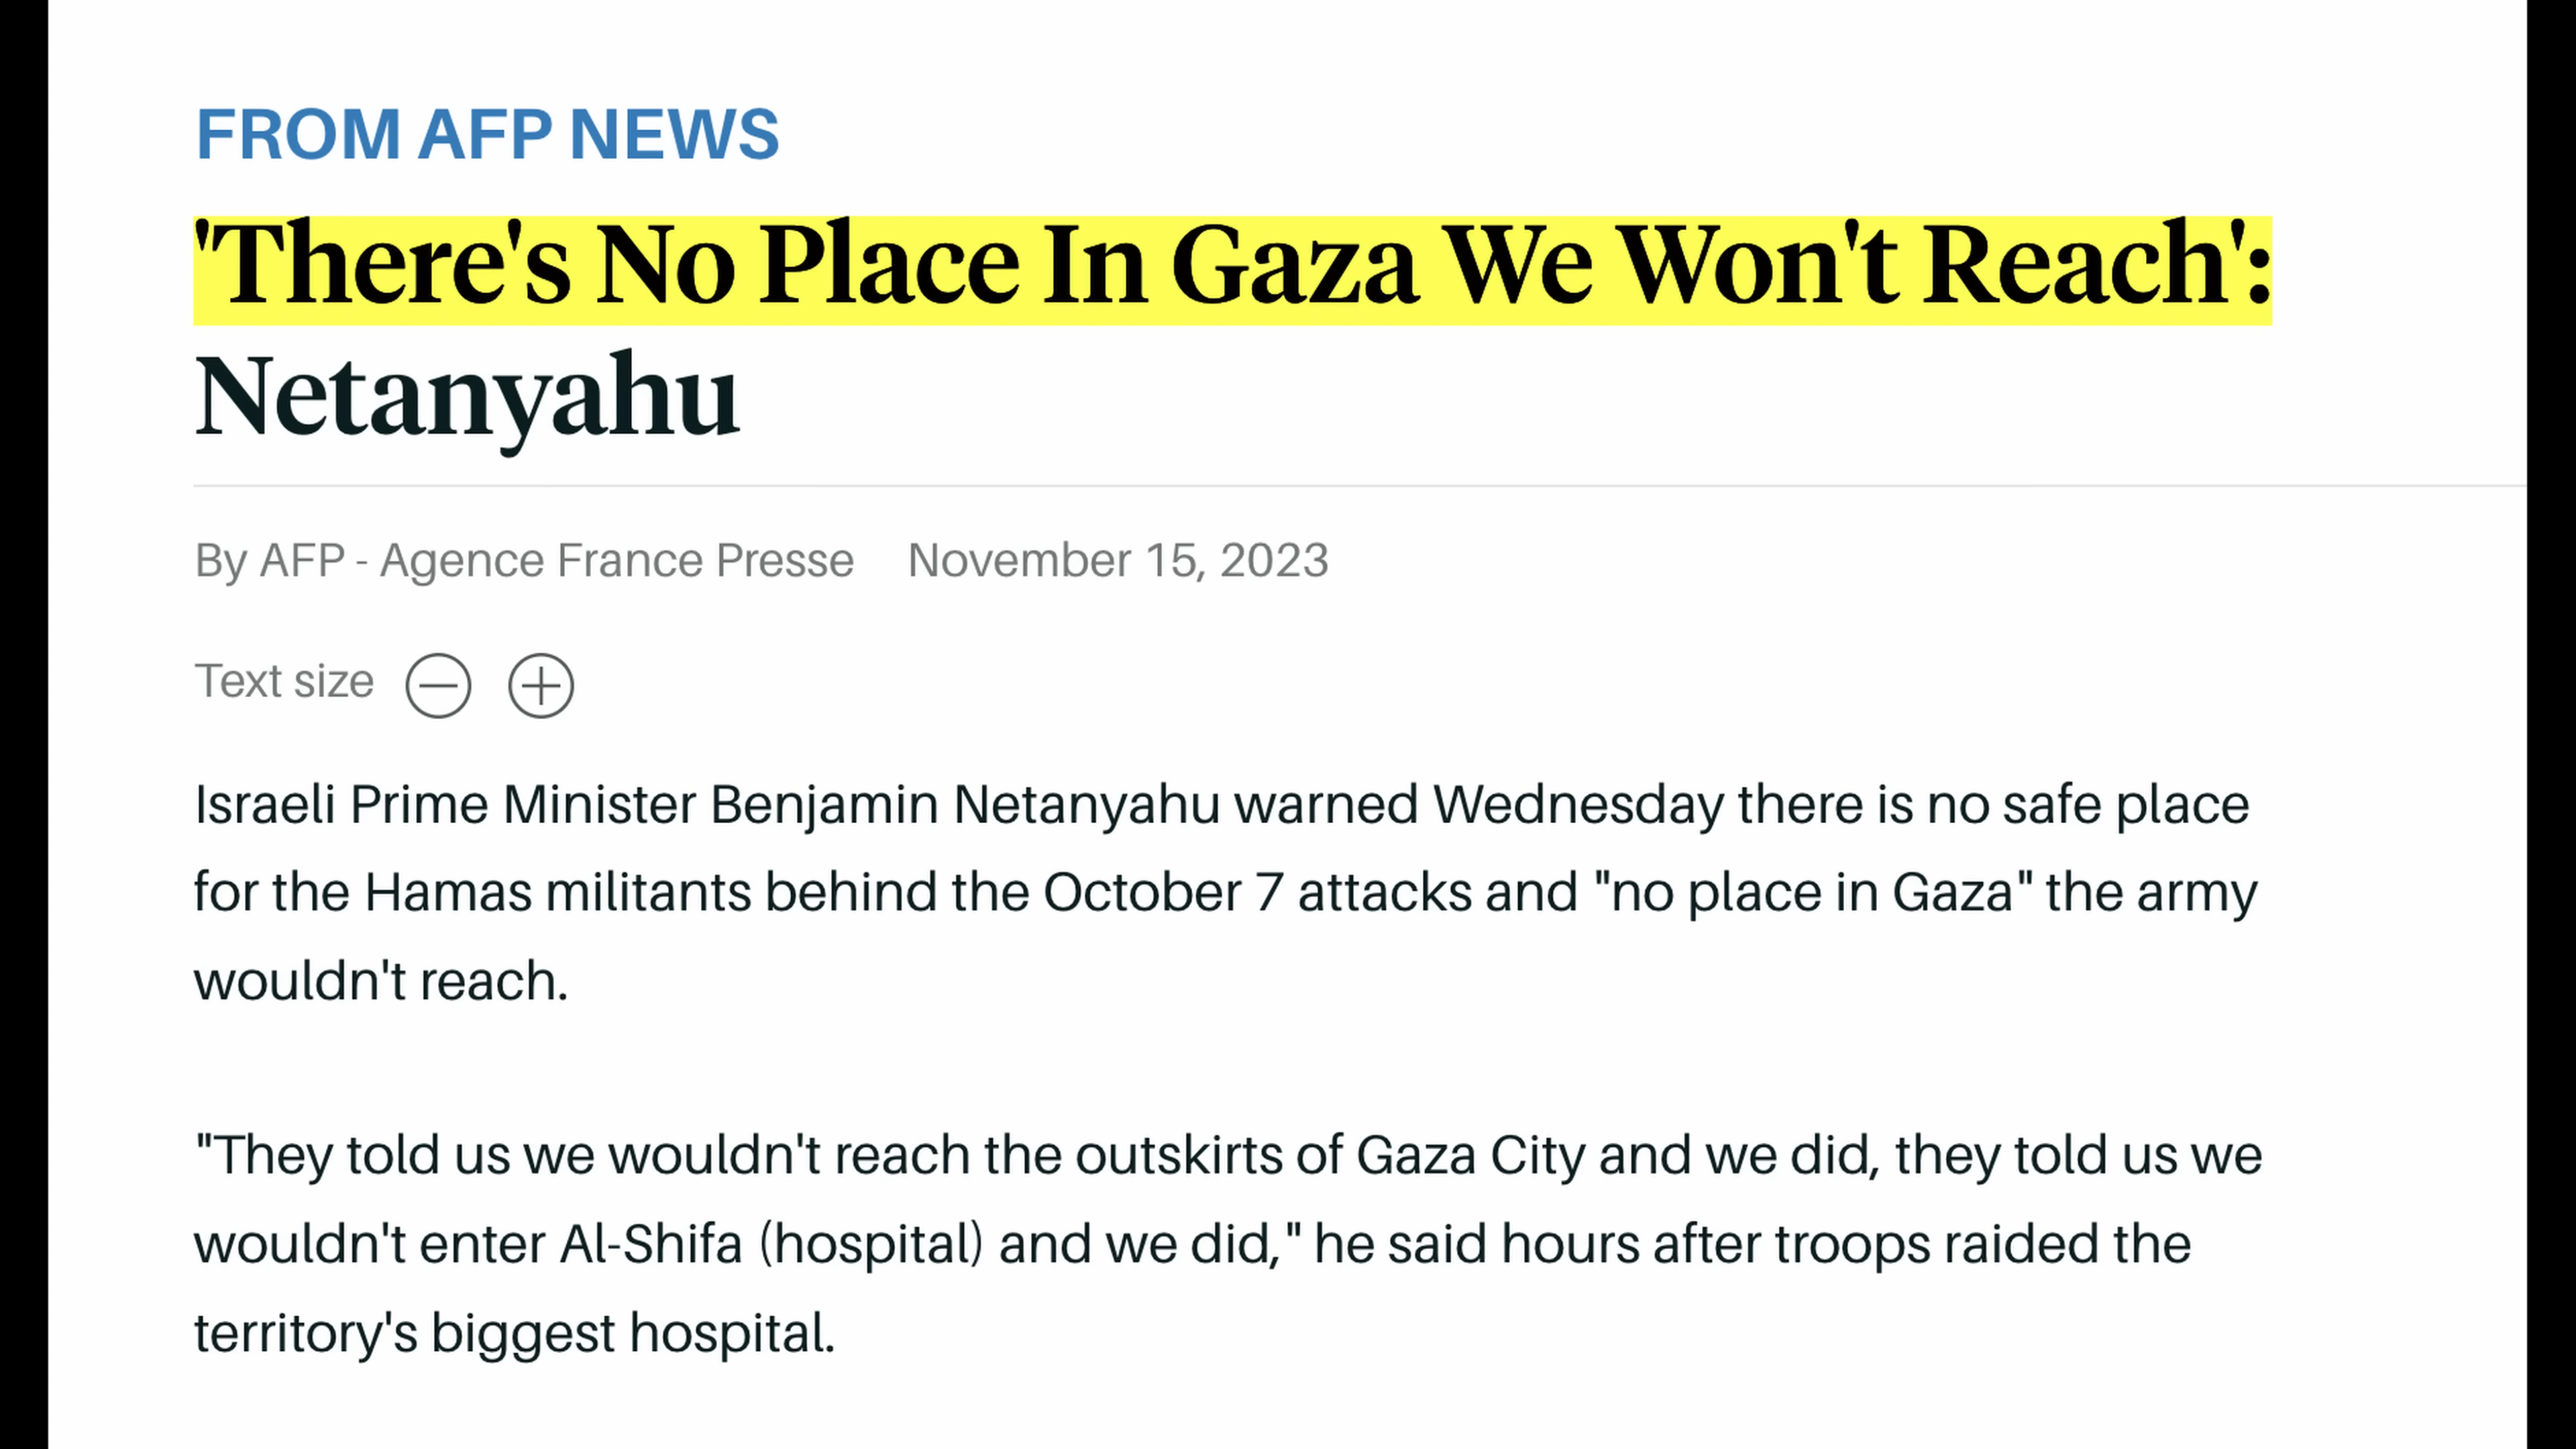 FROM AFP NEWS
'There's No Place In Gaza We Won't Reach':
Netanyahu
By AFP - Agence France Presse November 15, 2023
Text size
Israeli Prime Minister Benjamin Netanyahu warned Wednesday there is no safe place
for the Hamas militants behind the October 7 attacks and "no place in Gaza" the army
wouldn't reach.
"They told us we wouldn't reach the outskirts of Gaza City and we did, they told us we
wouldn't enter Al-Shifa (hospital) and we did," he said hours after troops raided the
territory's biggest hospital.